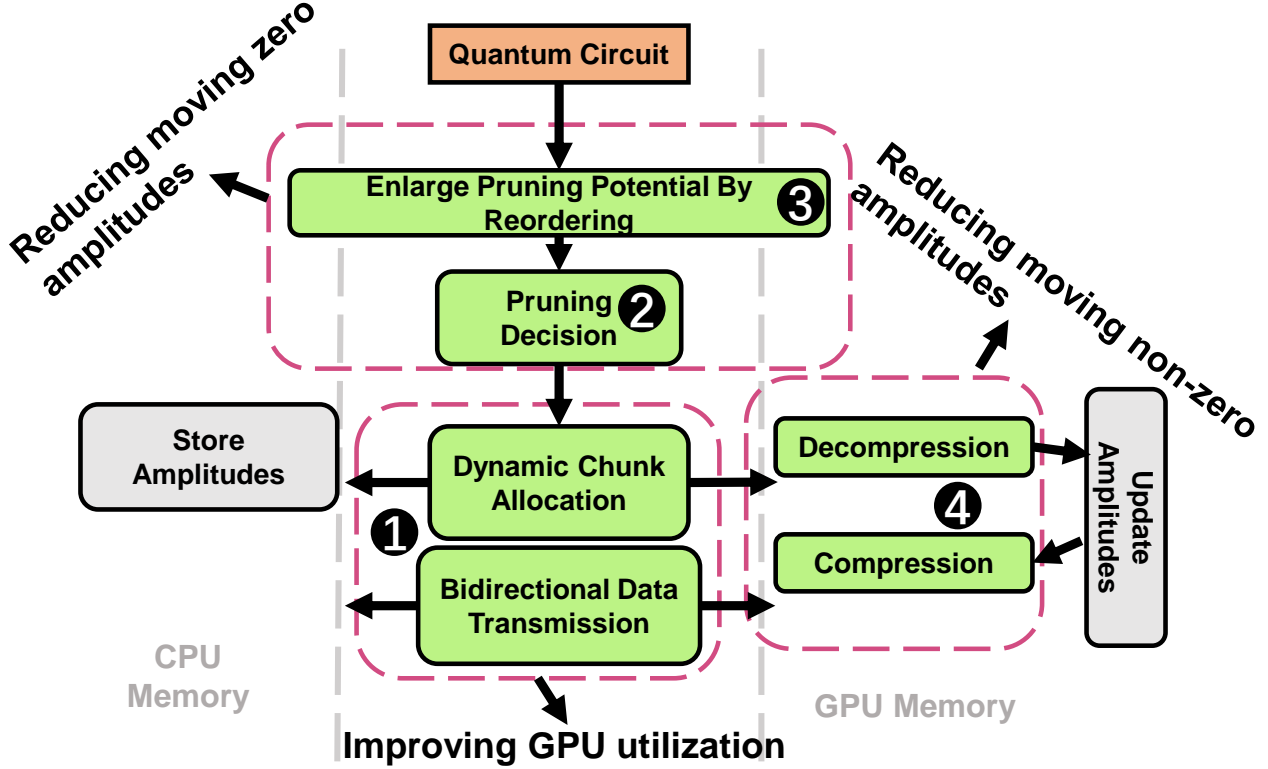 Quantum Circuit
Reducing moving zero
amplitudes
Enlarge Pruning Potential By
Reordering
3
Pruning
Decision
2
Reducing moving non-zero
amplitudes
Store
Amplitudes
Dynamic Chunk
Allocation
1
Bidirectional Data
Transmission
Decompression
4
Compression
Update
Amplitudes
CPU
Memory
GPU Memory
Improving GPU utilization